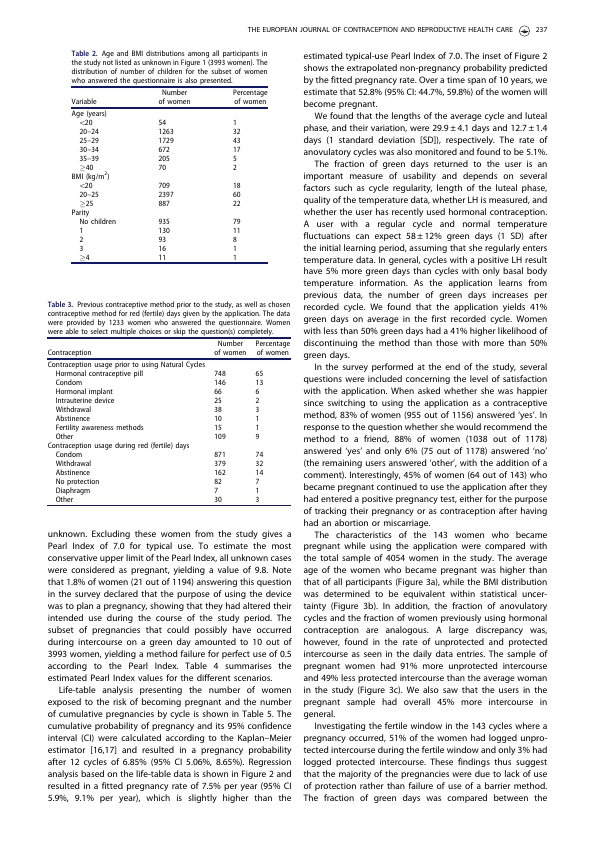 THE EUROPEAN JOURNAL OF CONTRACEPTION AND REPRODUCTIVE HEALTH CARE 237
Table 2. Age and BMI distributions among all participants in
the study not listed as unknown in Figure 1 (3993 women). The
distribution of number of children for the subset of women
who answered the questionnaire is also presented.
Variable Number of women Percentage of women
Age (years)
<20 54 1
20–24 1263 32
25–29 1729 43
30–34 672 17
35–39 205 5
≥40 70 2
BMI (kg/m²)
<20 709 18
20–25 2397 60
≥25 887 22
Parity
No children 935 79
1 130 11
2 93 8
3 16 1
≥4 11 1
Table 3. Previous contraceptive method prior to the study, as well as chosen
contraceptive method for red (fertile) days given by the application. The data
were provided by 1233 women who answered the questionnaire. Women
were able to select multiple choices or skip the question(s) completely.
Contraception Number of women Percentage of women
Contraception usage prior to using Natural Cycles
Hormonal contraceptive pill 748 65
Condom 146 13
Hormonal implant 66 6
Intrauterine device 25 2
Withdrawal 38 3
Abstinence 10 1
Fertility awareness methods 15 1
Other 109 9
Contraception usage during red (fertile) days
Condom 871 74
Withdrawal 379 32
Abstinence 162 14
No protection 82 7
Diaphragm 7 1
Other 30 3
unknown. Excluding these women from the study gives a
Pearl Index of 7.0 for typical use. To estimate the most
conservative upper limit of the Pearl Index, all unknown cases
were considered as pregnant, yielding a value of 9.8. Note
that 1.8% of women (21 out of 1194) answering this question
in the survey declared that the purpose of using the device
was to plan a pregnancy, showing that they had altered their
intended use during the course of the study period. The
subset of pregnancies that could possibly have occurred
during intercourse on a green day amounted to 10 out of
3993 women, yielding a method failure for perfect use of 0.5
according to the Pearl Index. Table 4 summarises the
estimated Pearl Index values for the different scenarios.
Life-table analysis presenting the number of women
exposed to the risk of becoming pregnant and the number
of cumulative pregnancies by cycle is shown in Table 5. The
cumulative probability of pregnancy and its 95% confidence
interval (CI) were calculated according to the Kaplan–Meier
estimator [16,17] and resulted in a pregnancy probability
after 12 cycles of 6.85% (95% CI 5.06%, 8.65%). Regression
analysis based on the life-table data is shown in Figure 2 and
resulted in a fitted pregnancy rate of 7.5% per year (95% CI
5.9%, 9.1% per year), which is slightly higher than the
estimated typical-use Pearl Index of 7.0. The inset of Figure 2
shows the extrapolated non-pregnancy probability predicted
by the fitted pregnancy rate. Over a time span of 10 years, we
estimate that 52.8% (95% CI: 44.7%, 59.8%) of the women will
become pregnant.
We found that the lengths of the average cycle and luteal
phase, and their variation, were 29.9 ± 4.1 days and 12.7 ± 1.4
days (1 standard deviation [SD]), respectively. The rate of
anovulatory cycles was also monitored and found to be 5.1%.
The fraction of green days returned to the user is an
important measure of usability and depends on several
factors such as cycle regularity, length of the luteal phase,
quality of the temperature data, whether LH is measured, and
whether the user has recently used hormonal contraception.
A user with a regular cycle and normal temperature
fluctuations can expect 58 ± 12% green days (1 SD) after
the initial learning period, assuming that she regularly enters
temperature data. In general, cycles with a positive LH result
have 5% more green days than cycles with only basal body
temperature information. As the application learns from
previous data, the number of green days increases per
recorded cycle. We found that the application yields 41%
green days on average in the first recorded cycle. Women
with less than 50% green days had a 41% higher likelihood of
discontinuing the method than those with more than 50%
green days.
In the survey performed at the end of the study, several
questions were included concerning the level of satisfaction
with the application. When asked whether she was happier
since switching to using the application as a contraceptive
method, 83% of women (955 out of 1156) answered 'yes'. In
response to the question whether she would recommend the
method to a friend, 88% of women (1038 out of 1178)
answered 'yes' and only 6% (75 out of 1178) answered 'no'
(the remaining users answered 'other', with the addition of a
comment). Interestingly, 45% of women (64 out of 143) who
became pregnant continued to use the application after they
had entered a positive pregnancy test, either for the purpose
of tracking their pregnancy or as contraception after having
had an abortion or miscarriage.
The characteristics of the 143 women who became
pregnant while using the application were compared with
the total sample of 4054 women in the study. The average
age of the women who became pregnant was higher than
that of all participants (Figure 3a), while the BMI distribution
was determined to be equivalent within statistical uncer-
tainty (Figure 3b). In addition, the fraction of anovulatory
cycles and the fraction of women previously using hormonal
contraception are analogous. A large discrepancy was,
however, found in the rate of unprotected and protected
intercourse as seen in the daily data entries. The sample of
pregnant women had 91% more unprotected intercourse
and 49% less protected intercourse than the average woman
in the study (Figure 3c). We also saw that the users in the
pregnant sample had overall 45% more intercourse in
general.
Investigating the fertile window in the 143 cycles where a
pregnancy occurred, 51% of the women had logged unpro-
tected intercourse during the fertile window and only 3% had
logged protected intercourse. These findings thus suggest
that the majority of the pregnancies were due to lack of use
of protection rather than failure of use of a barrier method.
The fraction of green days was compared between the